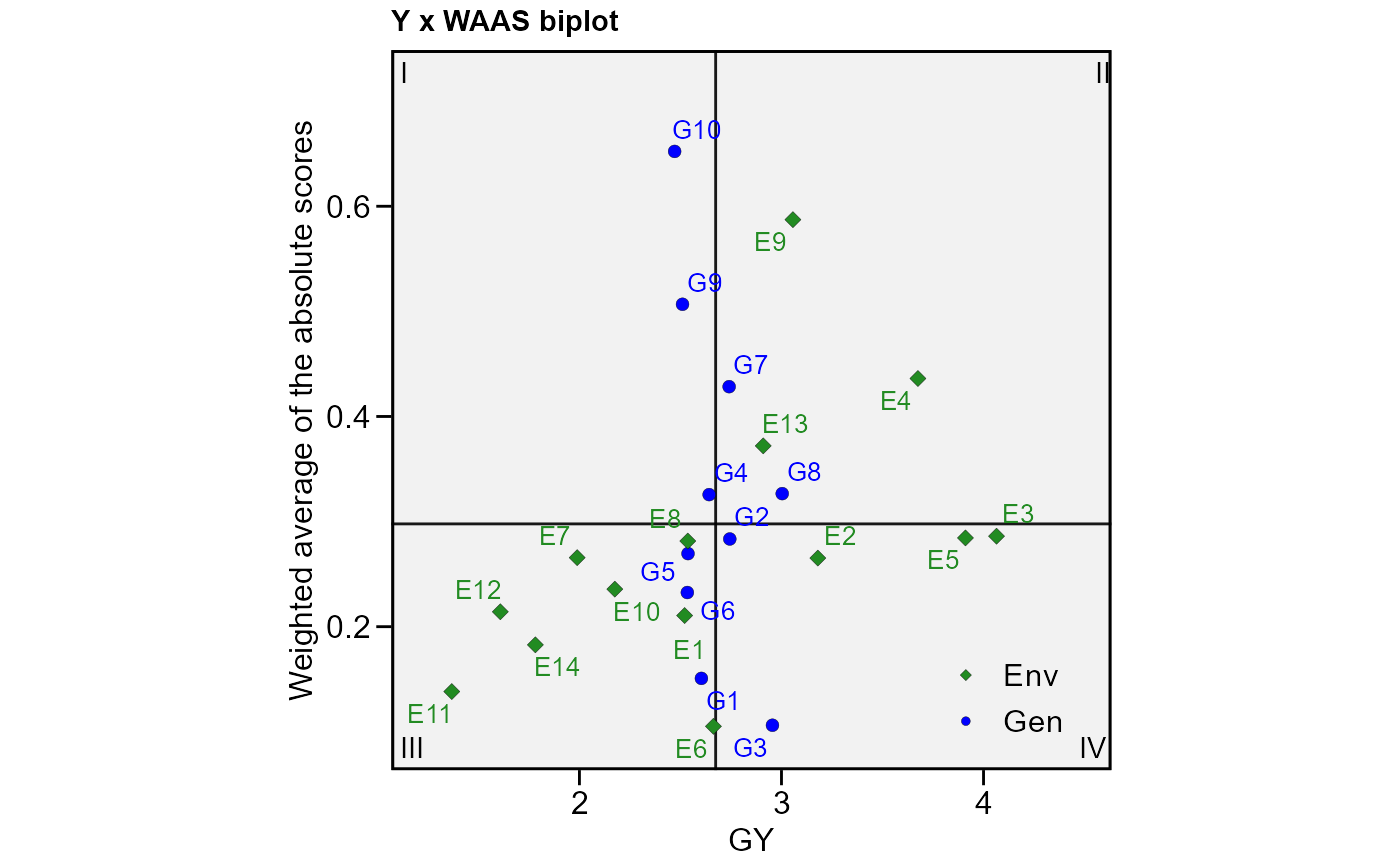 Y x WAAS biplot
I
II
G10
0.6
E9
G9
G7
E4
0.4
E13
G4
G8
E8
G2
E3
E7
E2
E5
G5
E12
E10
G6
0.2
E1
E14
Env
G1
E11
Gen
III
E6
G3
IV
2
3
4
GY
Weighted average of the absolute scores